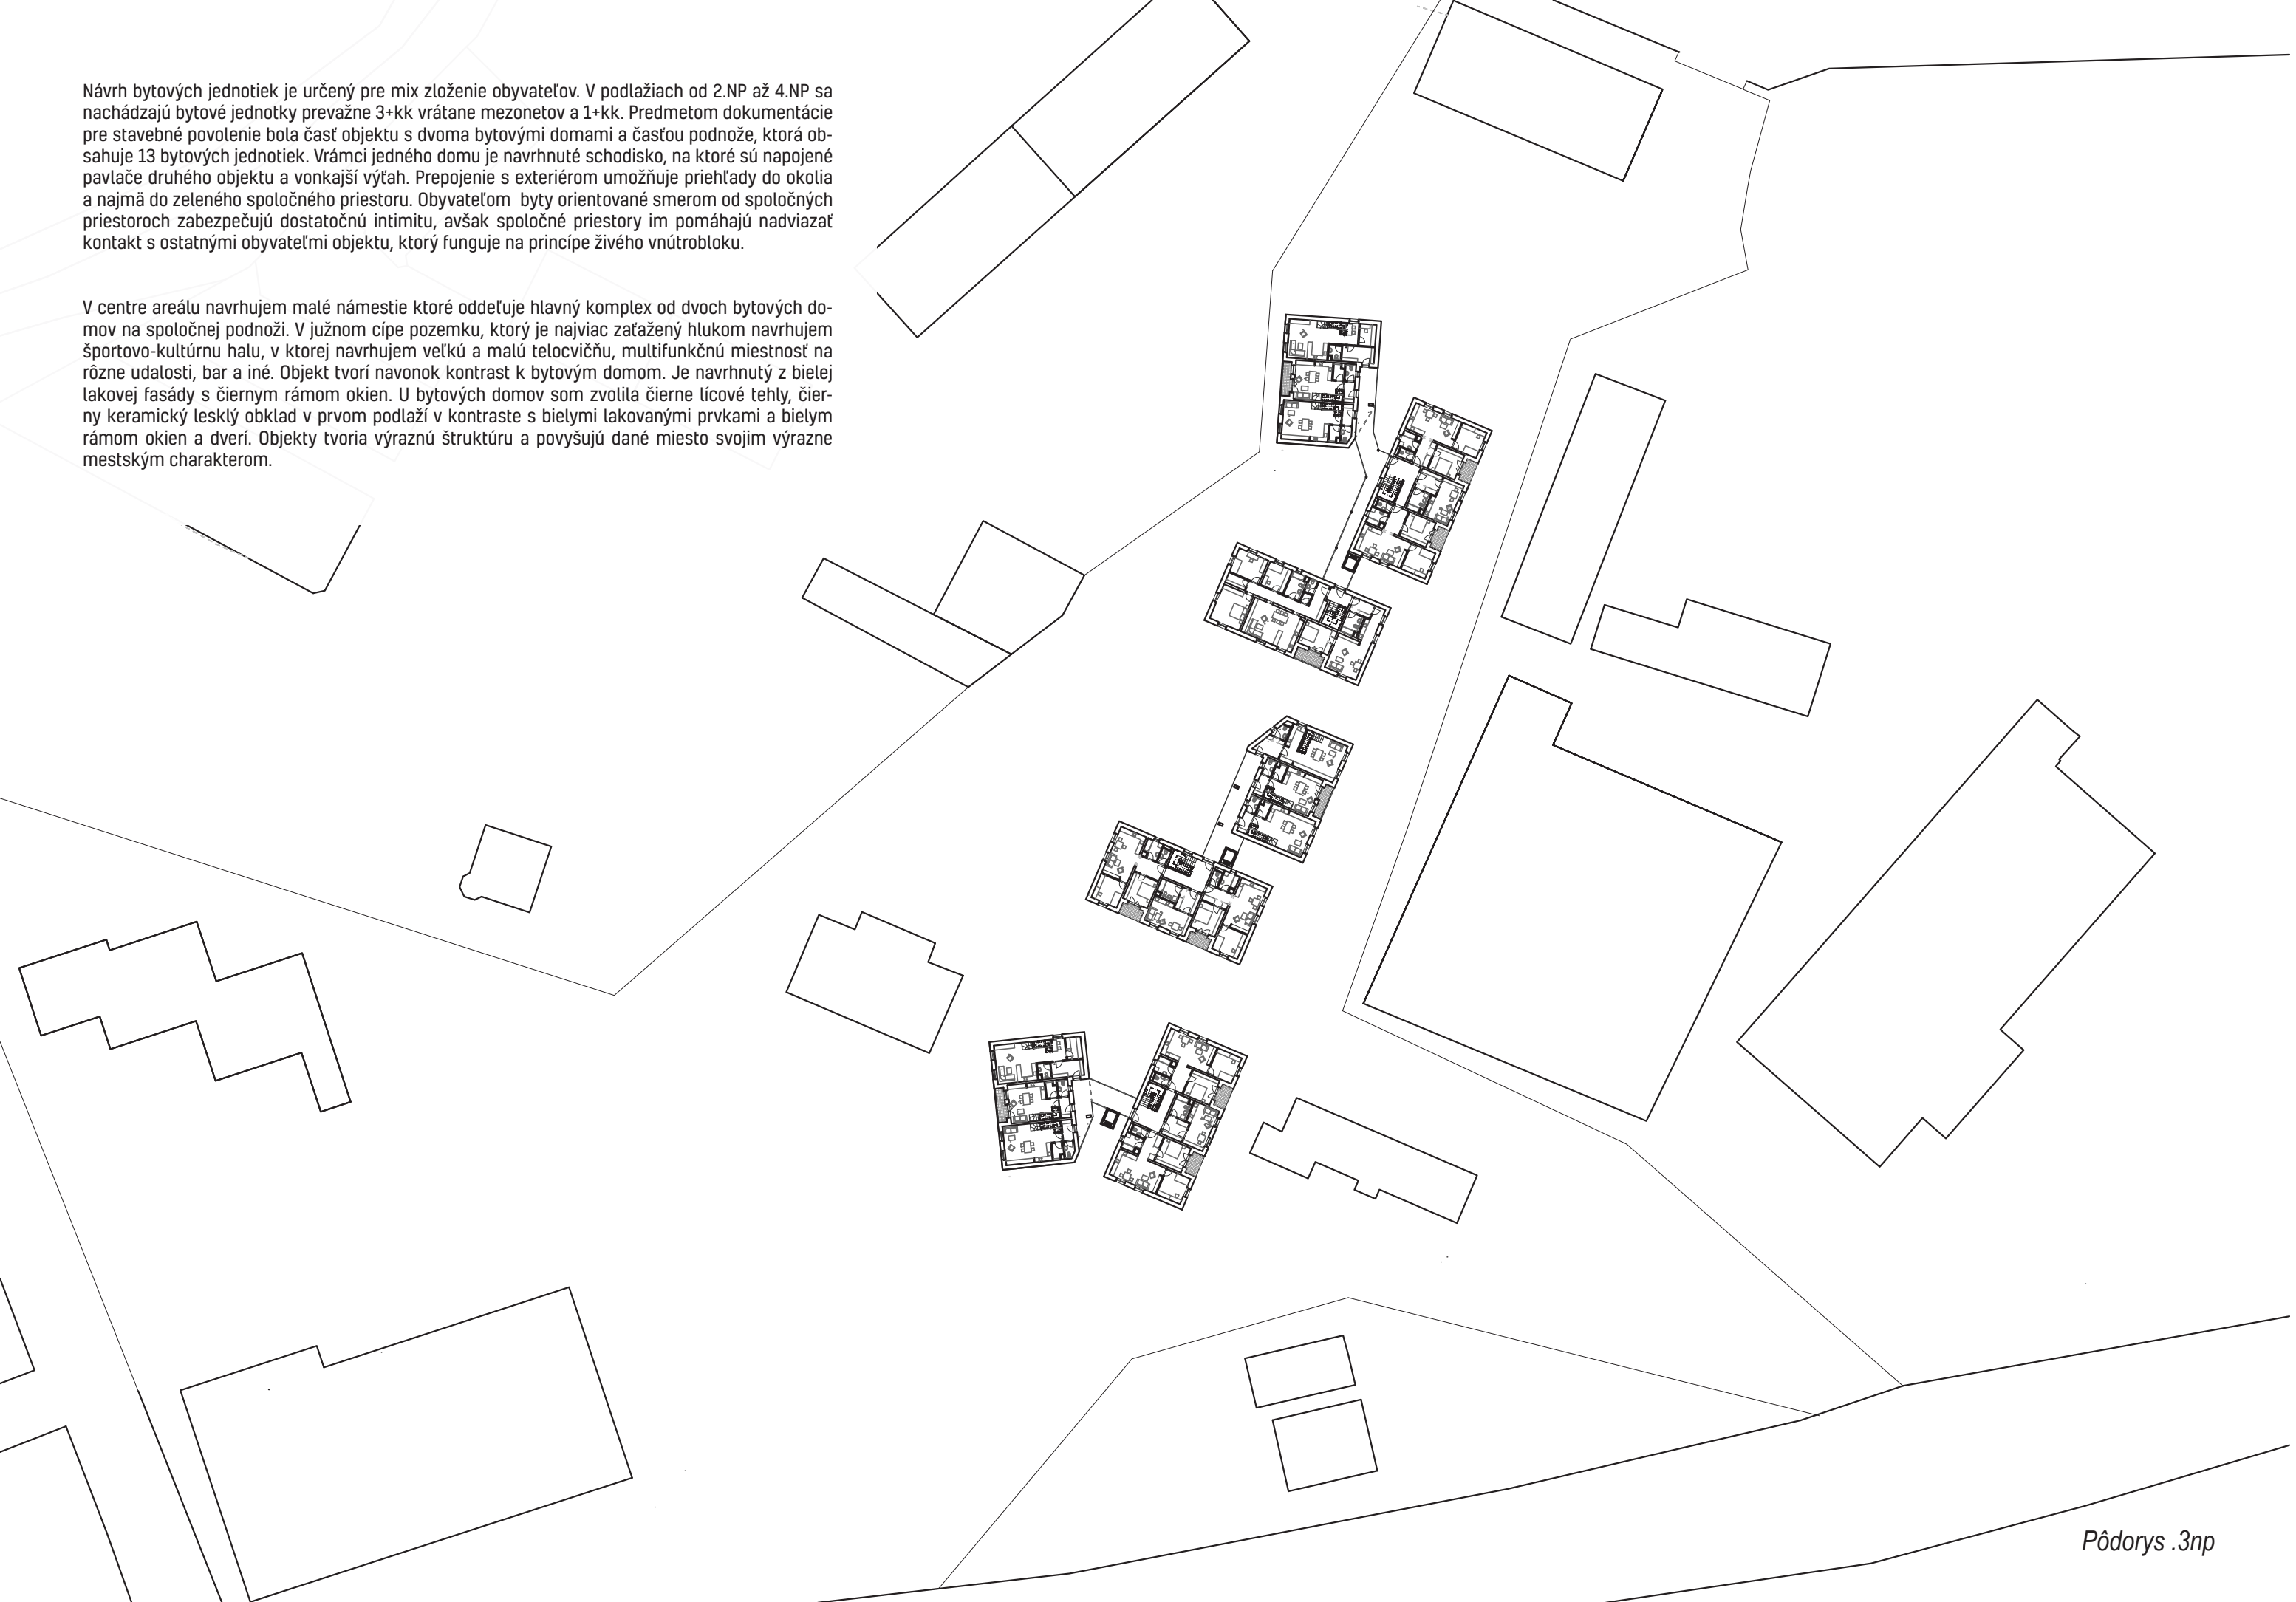 Návrh bytových jednotiek je určený pre mix zloženie obyvateľov. V podlažiach od 2.NP až 4.NP sa
nachádzajú bytové jednotky prevažne 3+kk vrátane mezonetov a 1+kk. Predmetom dokumentácie
pre stavebné povolenie bola časť objektu s dvoma bytovými domami a časťou podnože, ktorá ob-
sahuje 13 bytových jednotiek. Vrámci jedného domu je navrhnuté schodisko, na ktoré sú napojené
pavlače druhého objektu a vonkajší výťah. Prepojenie s exteriérom umožňuje priehľady do okolia
a najmä do zeleného spoločného priestoru. Obyvateľom  byty orientované smerom od spoločných
priestoroch zabezpečujú dostatočnú intimitu, avšak spoločné priestory im pomáhajú nadviazať
kontakt s ostatnými obyvateľmi objektu, ktorý funguje na princípe živého vnútrobloku.

V centre areálu navrhujem malé námestie ktoré oddeľuje hlavný komplex od dvoch bytových do-
mov na spoločnej podnoži. V južnom cípe pozemku, ktorý je najviac zaťažený hlukom navrhujem
športovo-kultúrnu halu, v ktorej navrhujem veľkú a malú telocvičňu, multifunkčnú miestnosť na
rôzne udalosti, bar a iné. Objekt tvorí navonok kontrast k bytovým domom. Je navrhnutý z bielej
lakovej fasády s čiernym rámom okien. U bytových domov som zvolila čierne lícové tehly, čier-
ny keramický lesklý obklad v prvom podlaží v kontraste s bielymi lakovanými prvkami a bielym
rámom okien a dverí. Objekty tvoria výraznú štruktúru a povyšujú dané miesto svojim výrazne
mestským charakterom.

Pôdorys .3np